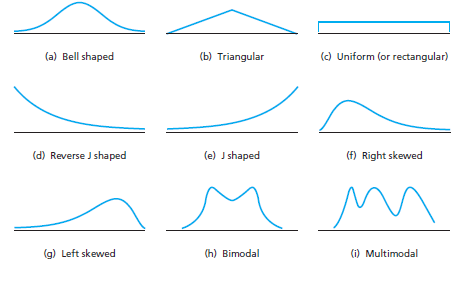 (a) Bell shaped
(b) Triangular
(c) Uniform (or rectangular)
(d) Reverse J shaped
(e) J shaped
(f) Right skewed
(g) Left skewed
(h) Bimodal
(i) Multimodal